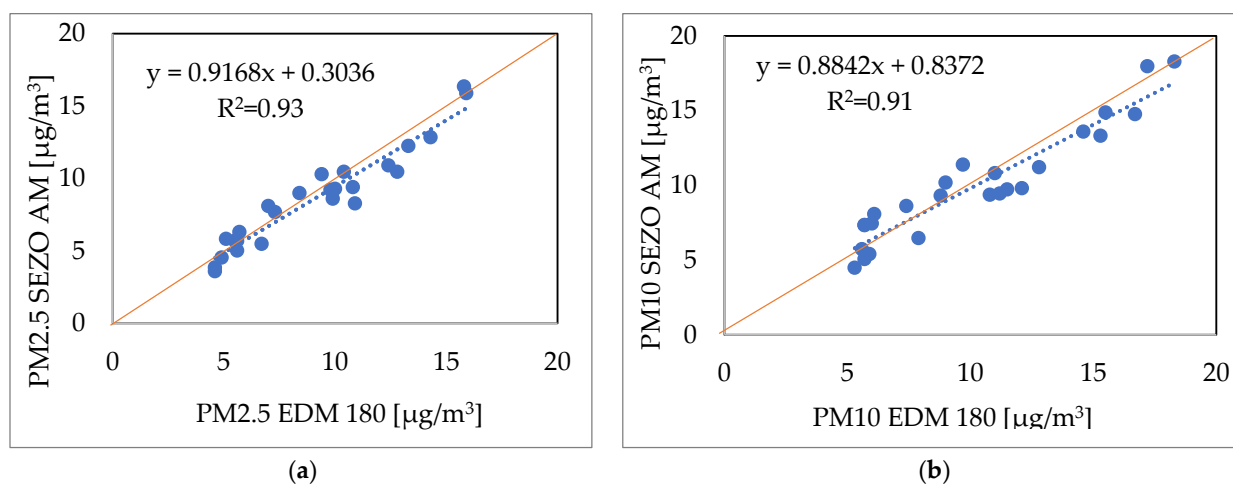 20
15
10
5
0
PM2.5 SEZO AM [µg/m³]
y = 0.9168x + 0.3036
R²=0.93
0 5 10 15 20
PM2.5 EDM 180 [µg/m³]
(a)
20
15
10
5
0
PM10 SEZO AM [µg/m³]
y = 0.8842x + 0.8372
R²=0.91
0 5 10 15 20
PM10 EDM 180 [µg/m³]
(b)